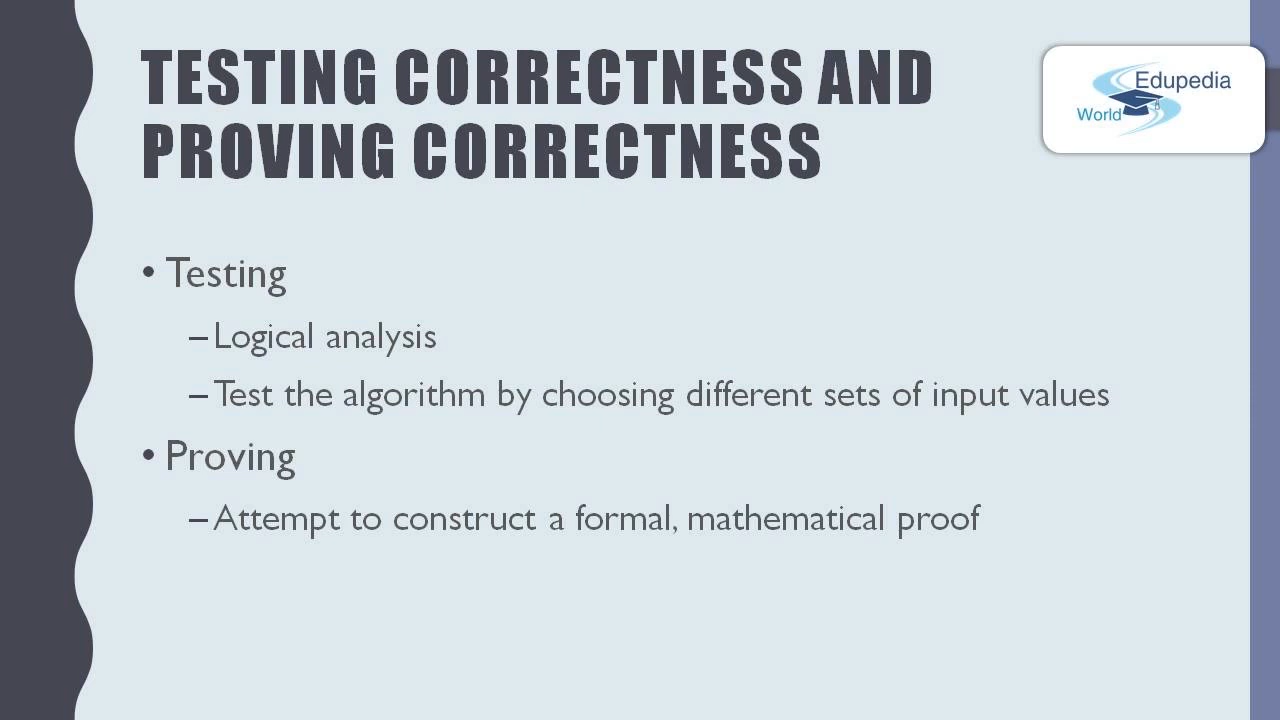 TESTING CORRECTNESS AND
PROVING CORRECTNESS
Edupedia
World
• Testing
– Logical analysis
– Test the algorithm by choosing different sets of input values
• Proving
– Attempt to construct a formal, mathematical proof